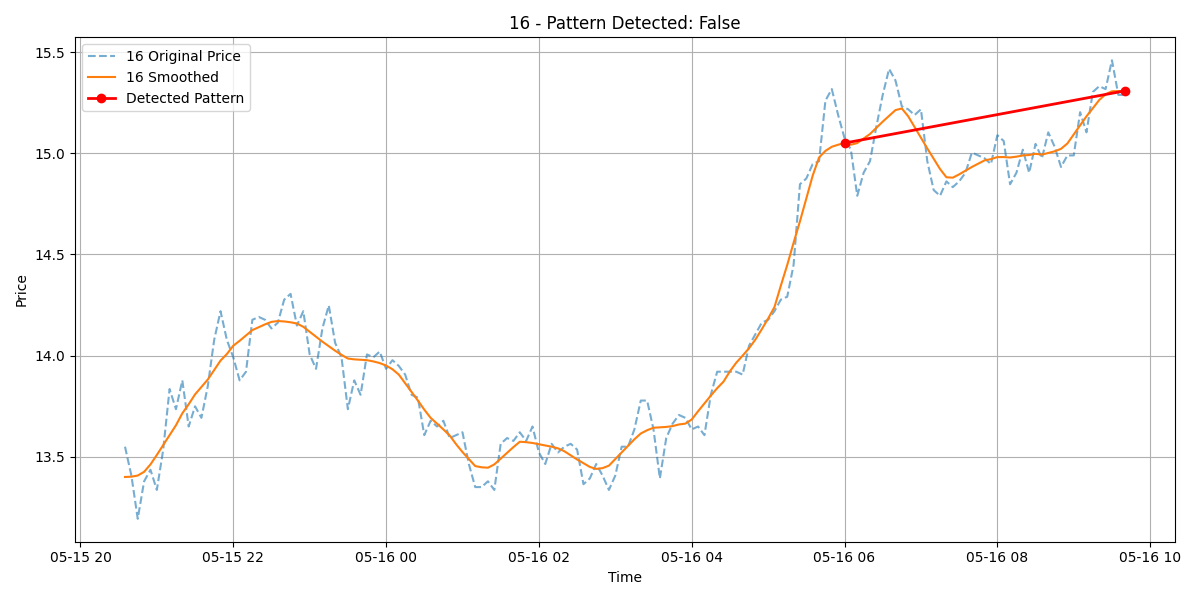 16 - Pattern Detected: False
16 Original Price
16 Smoothed
Detected Pattern
Price
15.5
15.0
14.5
14.0
13.5
05-15 20
05-15 22
05-16 00
05-16 02
05-16 04
05-16 06
05-16 08
05-16 10
Time